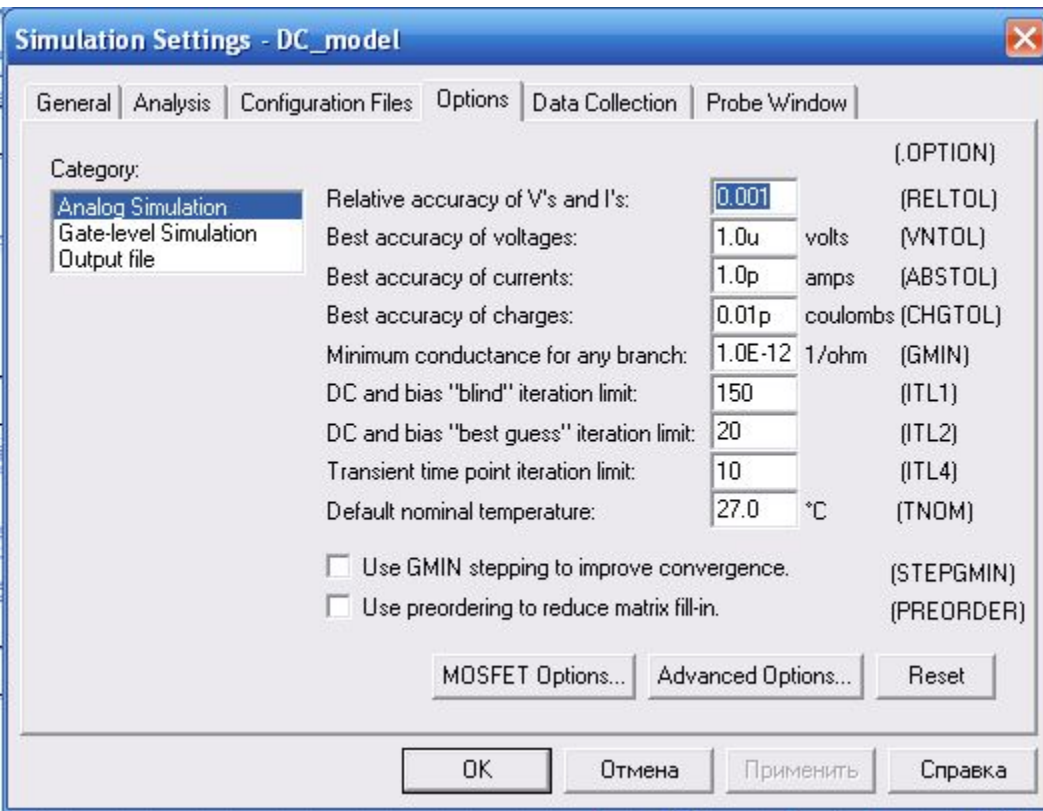 Simulation Settings - DC_model
General Analysis Configuration Files Options Data Collection Probe Window
(.OPTION)
Category:
Analog Simulation
Gate-level Simulation
Output file
Relative accuracy of V's and I's: 0.001 (RELTOL)
Best accuracy of voltages: 1.0u volts (VNTOL)
Best accuracy of currents: 1.0p amps (ABSTOL)
Best accuracy of charges: 0.01p coulombs (CHGTOL)
Minimum conductance for any branch: 1.0E-12 1/ohm (GMIN)
DC and bias "blind" iteration limit: 150 (ITL1)
DC and bias "best guess" iteration limit: 20 (ITL2)
Transient time point iteration limit: 10 (ITL4)
Default nominal temperature: 27.0 °C (TNOM)
Use GMIN stepping to improve convergence. (STEPGMIN)
Use preordering to reduce matrix fill-in. (PREORDER)
MOSFET Options... Advanced Options... Reset
OK Отмена Применить Справка